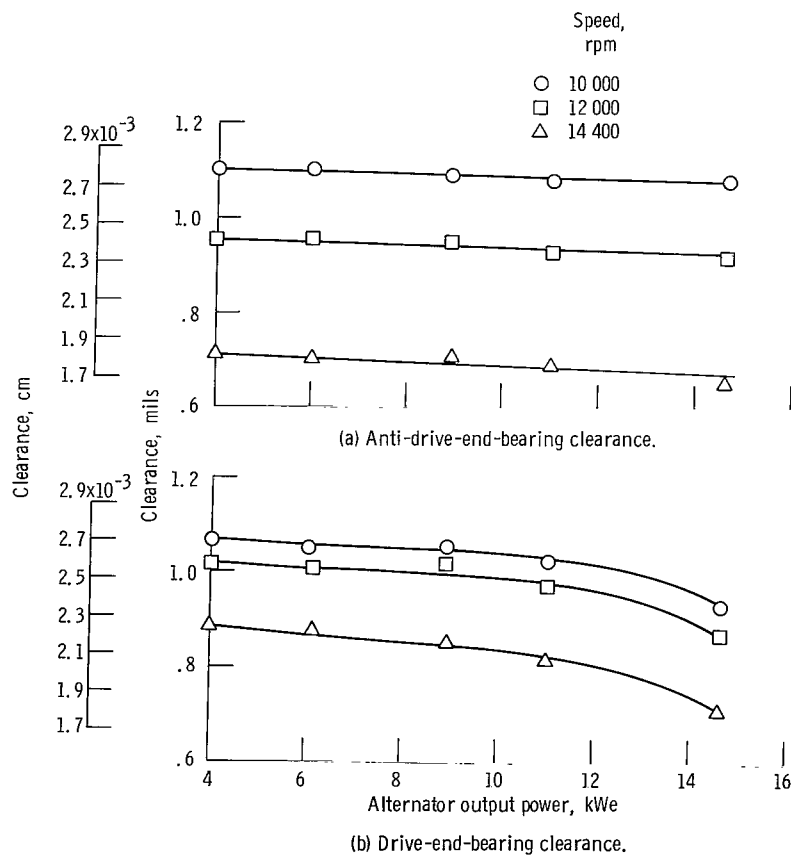 Speed,
rpm
10 000
12 000
14 400
2.9x10⁻³
2.7
2.5
2.3
2.1
1.9
1.7
Clearance, cm
1.2
1.0
.8
.6
Clearance, mils
(a) Anti-drive-end-bearing clearance.
2.9x10⁻³
2.7
2.5
2.3
2.1
1.9
1.7
1.2
1.0
.8
.6
4 6 8 10 12 14 16
Alternator output power, kWe
(b) Drive-end-bearing clearance.